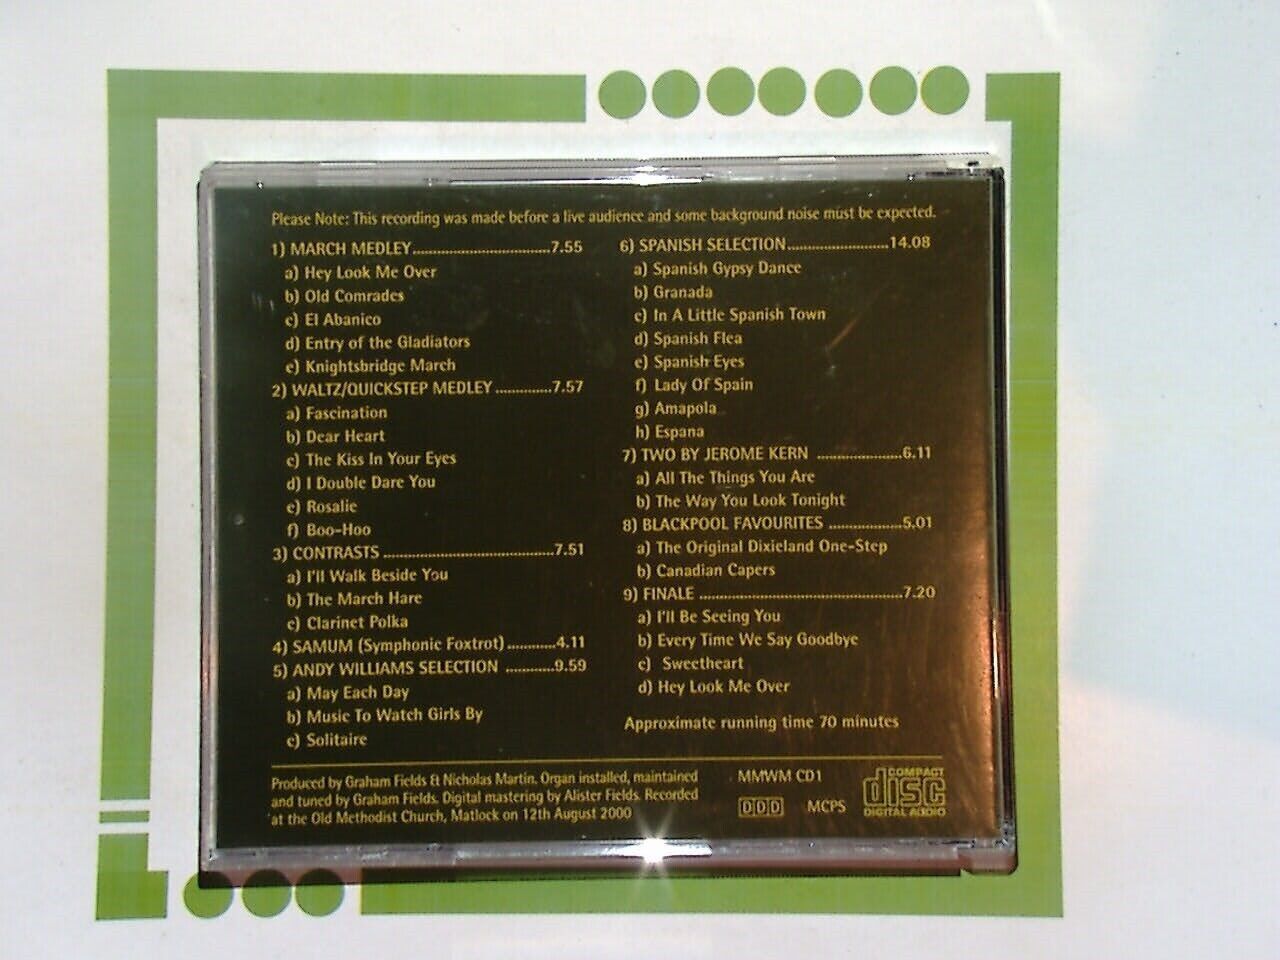 Please Note: This recording was made before a live audience and some background noise must be expected.
1) MARCH MEDLEY..............................7.55
a) Hey Look Me Over
b) Old Comrades
c) El Abanico
d) Entry of the Gladiators
e) Knightsbridge March
2) WALTZ/QUICKSTEP MEDLEY .............7.57
a) Fascination
b) Dear Heart
c) The Kiss In Your Eyes
d) I Double Dare You
e) Rosalie
f) Boo-Hoo
3) CONTRASTS .....................................7.51
a) I'll Walk Beside You
b) The March Hare
c) Clarinet Polka
4) SAMUM (Symphonic Foxtrot)...........4.11
5) ANDY WILLIAMS SELECTION ...........9.59
a) May Each Day
b) Music To Watch Girls By
c) Solitaire
6) SPANISH SELECTION......................14.08
a) Spanish Gypsy Dance
b) Granada
c) In A Little Spanish Town
d) Spanish Flea
e) Spanish Eyes
f) Lady Of Spain
g) Amapola
h) Espana
7) TWO BY JEROME KERN ...................6.11
a) All The Things You Are
b) The Way You Look Tonight
8) BLACKPOOL FAVOURITES ................5.01
a) The Original Dixieland One-Step
b) Canadian Capers
9) FINALE .............................................7.20
a) I'll Be Seeing You
b) Every Time We Say Goodbye
c) Sweetheart
d) Hey Look Me Over
Approximate running time 70 minutes
Produced by Graham Fields & Nicholas Martin. Organ installed, maintained
and tuned by Graham Fields. Digital mastering by Alister Fields. Recorded
at the Old Methodist Church, Matlock on 12th August 2000
MMWM CD1
DDD MCPS
COMPACT
disc
DIGITAL AUDIO